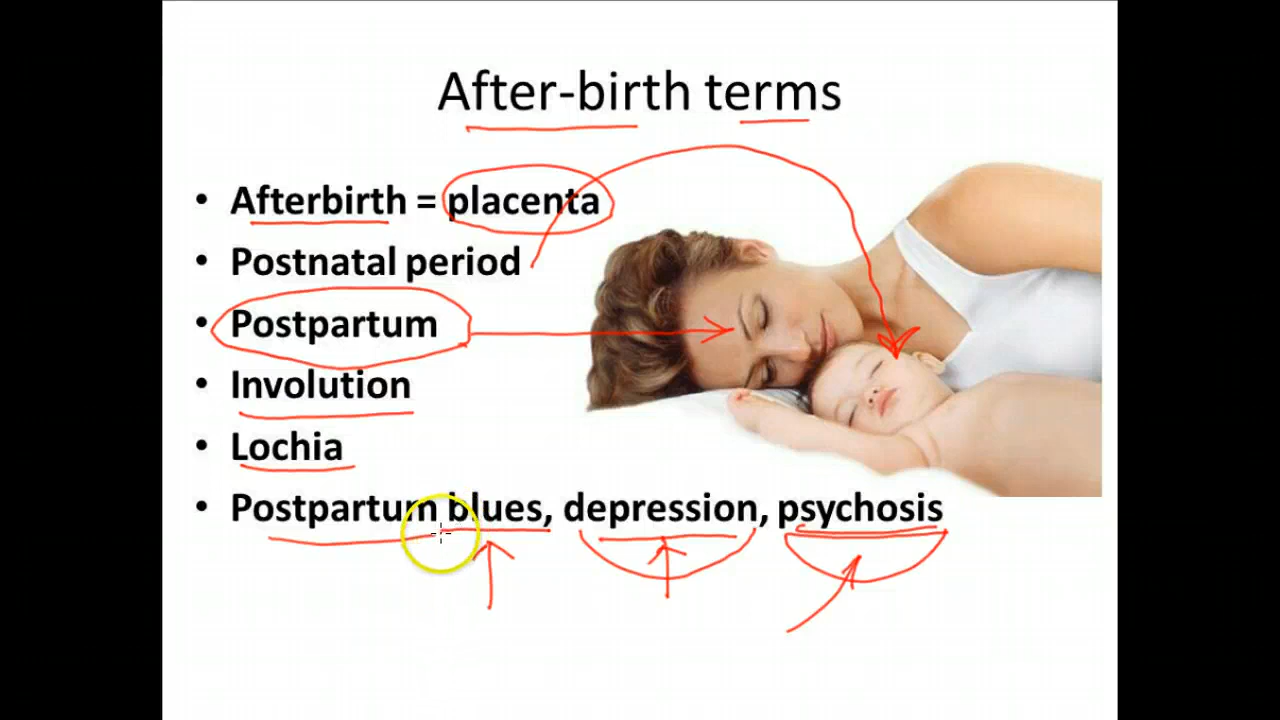 After-birth terms
• Afterbirth = placenta
• Postnatal period
• Postpartum
• Involution
• Lochia
• Postpartum blues, depression, psychosis